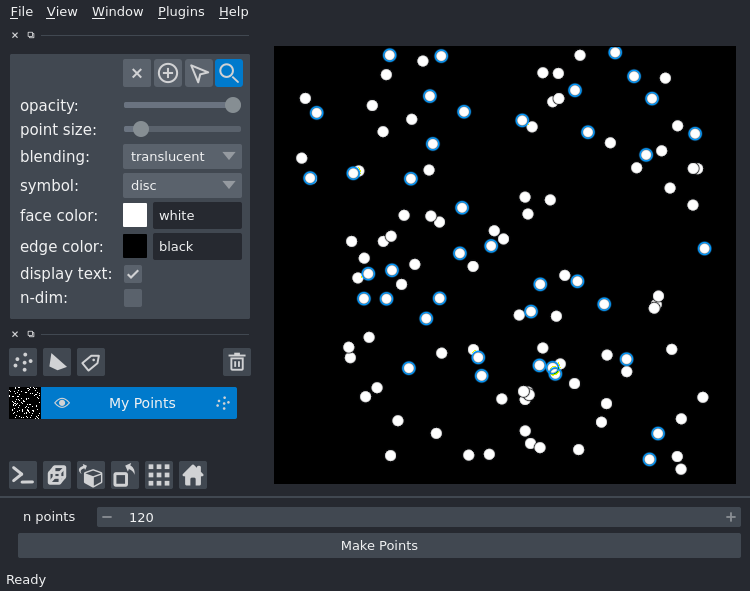 File View Window Plugins Help
opacity:
point size:
blending: translucent
symbol: disc
face color: white
edge color: black
display text:
n-dim:
My Points
n points 120
Make Points
Ready